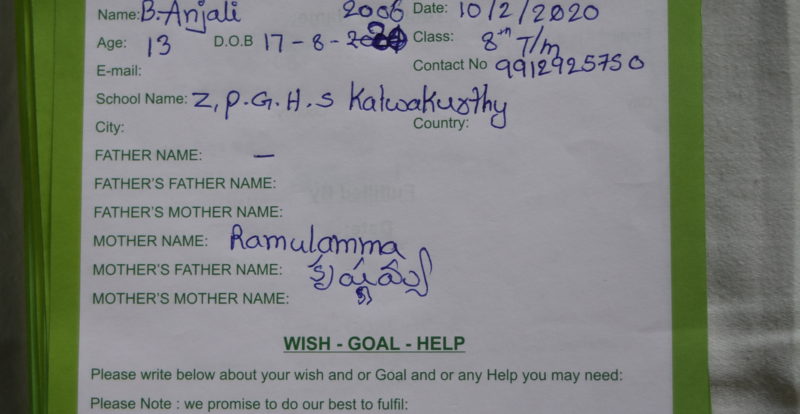 Name: B. Anjali 2006 Date: 10/2/2020
Age: 13 D.O.B 17 - 8 - Class: 8th T/m
E-mail: Contact No 9912925750
School Name: Z.P.G.H.S Kalwakurthy
City: Country:
FATHER NAME: —
FATHER'S FATHER NAME:
FATHER'S MOTHER NAME:
MOTHER NAME: Ramulamma
MOTHER'S FATHER NAME:
MOTHER'S MOTHER NAME:
WISH - GOAL - HELP
Please write below about your wish and or Goal and or any Help you may need:
Please Note : we promise to do our best to fulfil: